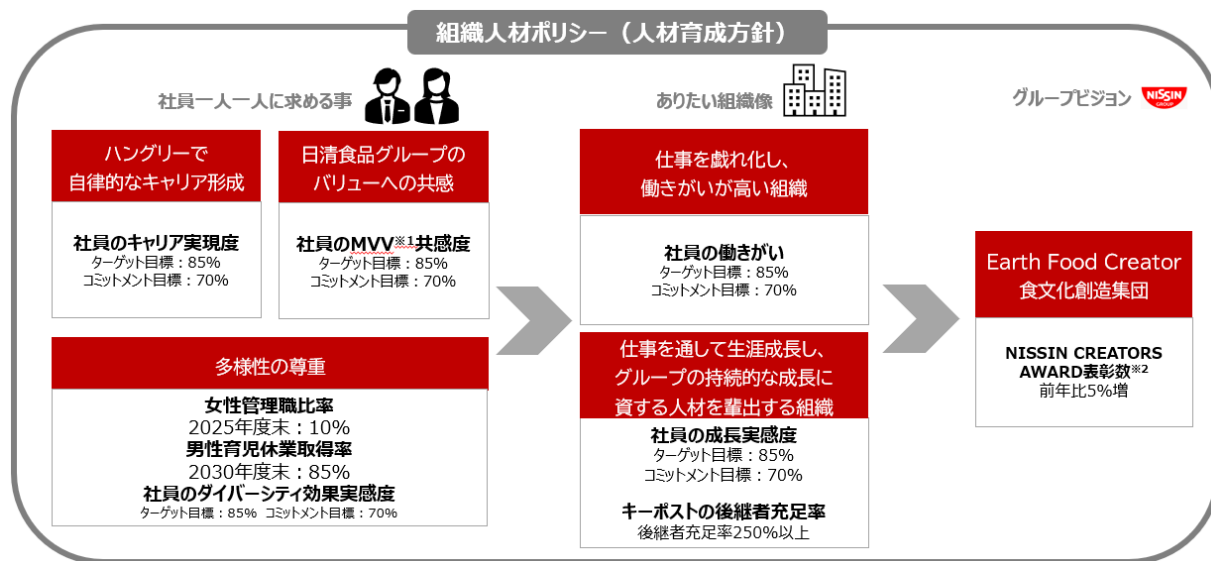 組織人材ポリシー（人材育成方針）
社員一人一人に求める事
ハングリーで
自律的なキャリア形成
社員のキャリア実現度
ターゲット目標：85%
コミットメント目標：70%
日清食品グループの
バリューへの共感
社員のMVV※1共感度
ターゲット目標：85%
コミットメント目標：70%
多様性の尊重
女性管理職比率
2025年度末：10%
男性育児休業取得率
2030年度末：85%
社員のダイバーシティ効果実感度
ターゲット目標：85% コミットメント目標：70%
ありたい組織像
仕事を戯れ化し、
働きがいが高い組織
社員の働きがい
ターゲット目標：85%
コミットメント目標：70%
仕事を通して生涯成長し、
グループの持続的な成長に
資する人材を輩出する組織
社員の成長実感度
ターゲット目標：85%
コミットメント目標：70%
キーポストの後継者充足率
後継者充足率250%以上
グループビジョン
NISSIN
GROUP
Earth Food Creator
食文化創造集団
NISSIN CREATORS
AWARD表彰数※2
前年比5%増